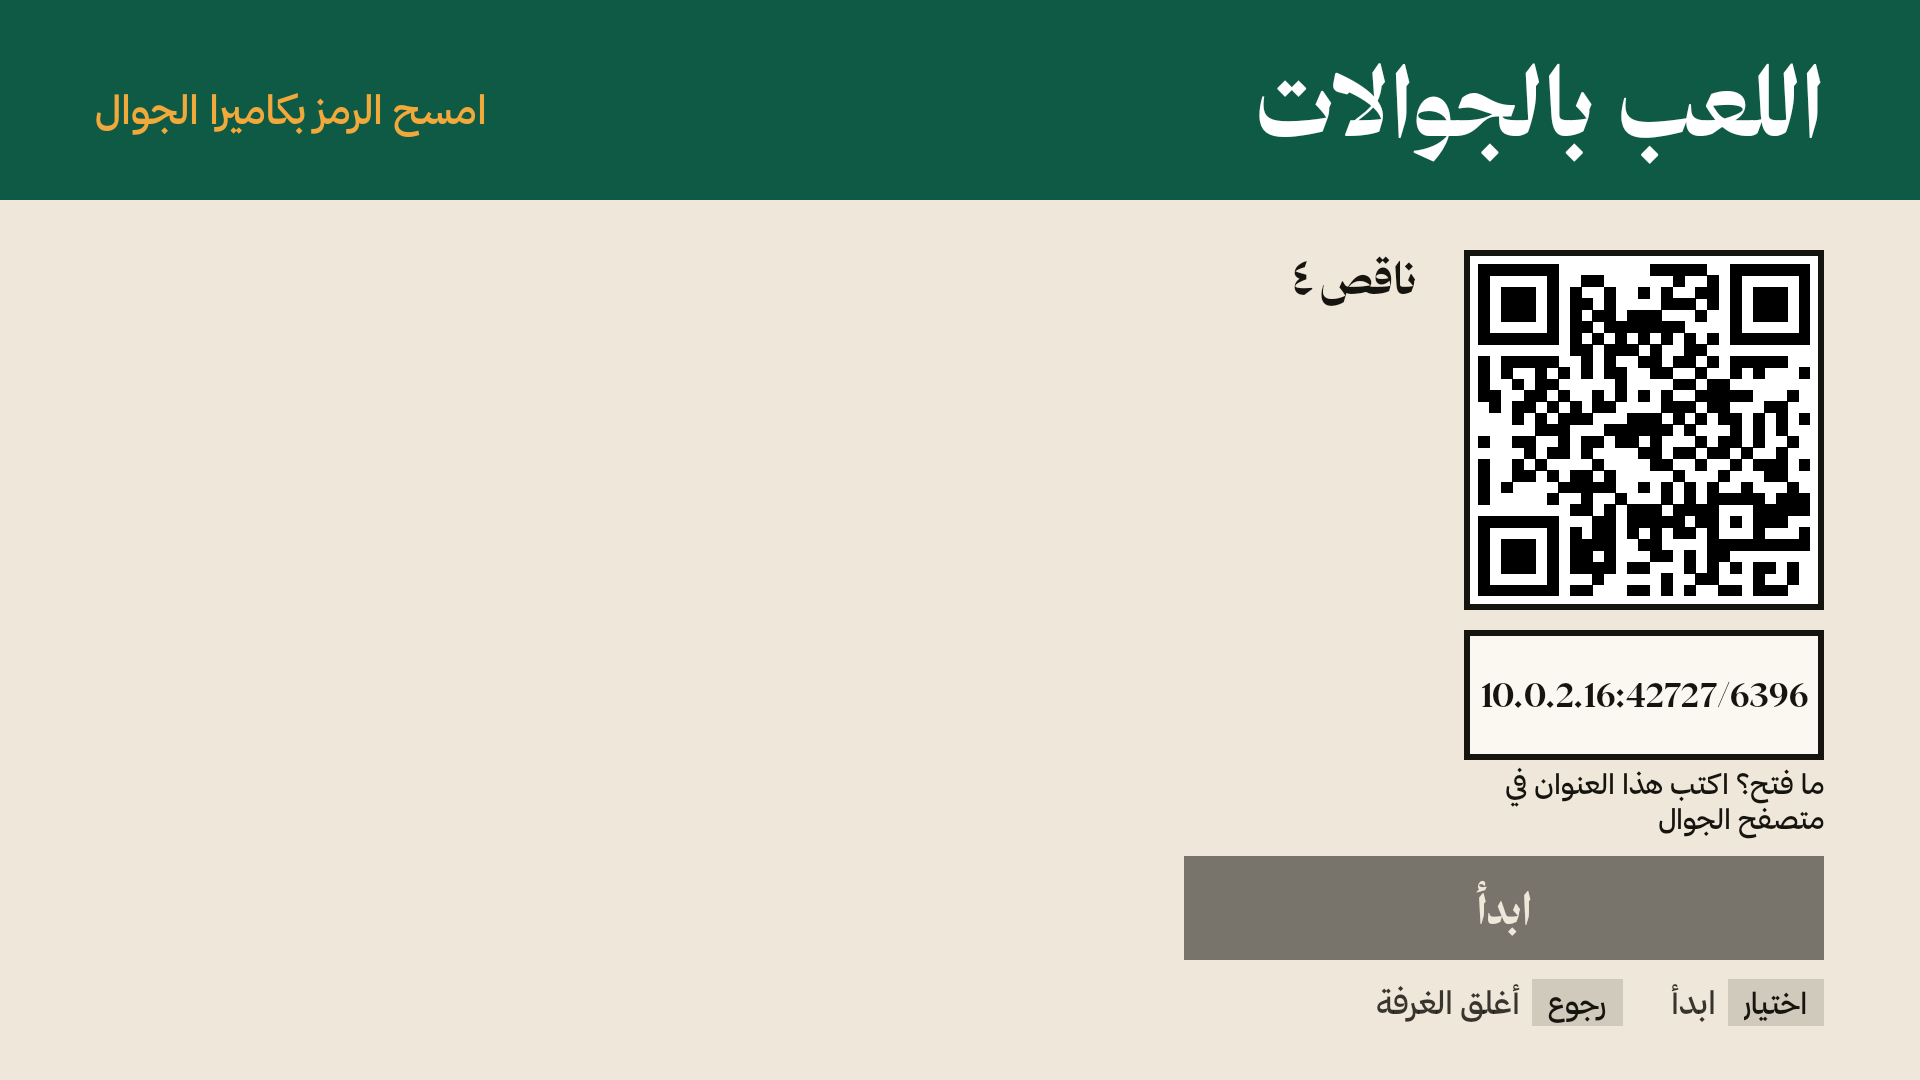 اللعب بالجوالات
امسح الرمز بكاميرا الجوال
ناقص ٤
10.0.2.16:42727/6396
ما فتح؟ اكتب هذا العنوان في
متصفح الجوال
ابدأ
اختيار ابدأ رجوع أغلق الغرفة